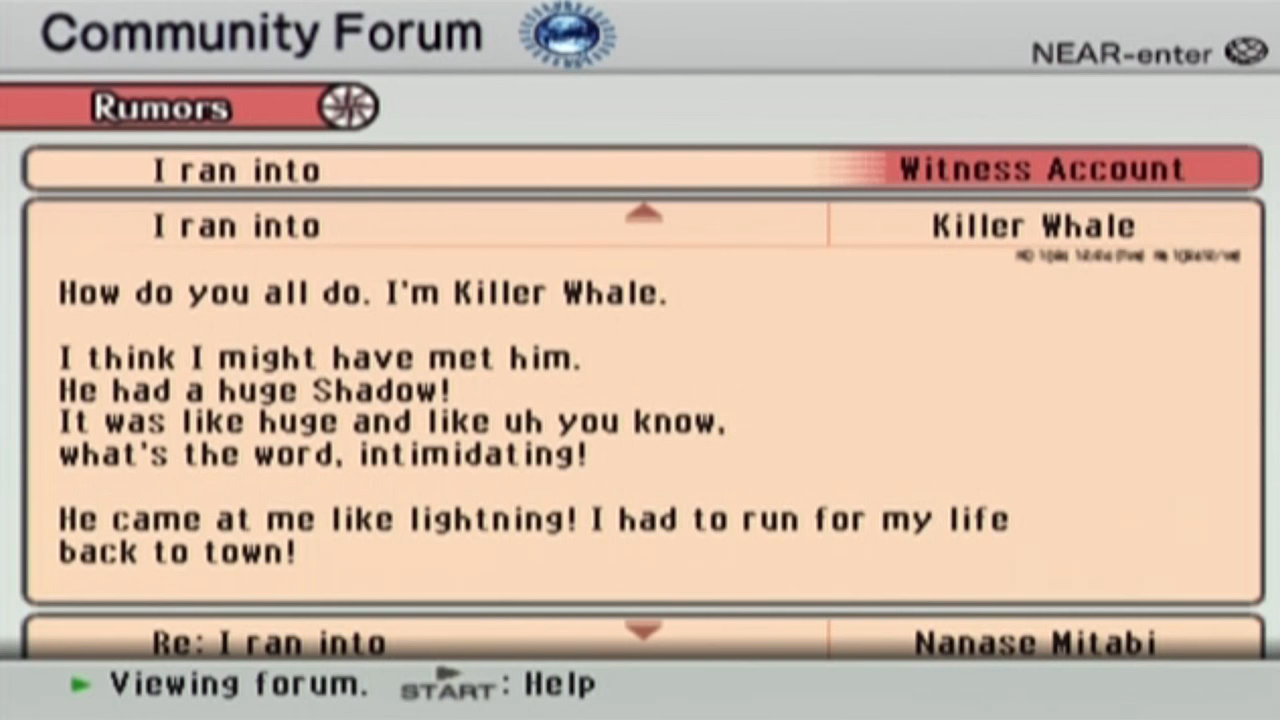 Community Forum
NEAR-enter
Rumors
I ran into
Witness Account
I ran into
Killer Whale
How do you all do. I'm Killer Whale.
I think I might have met him.
He had a huge Shadow!
It was like huge and like uh you know,
what's the word, intimidating!
He came at me like lightning! I had to run for my life
back to town!
Re: I ran into
Nanase Mitabi
Viewing forum. START: Help